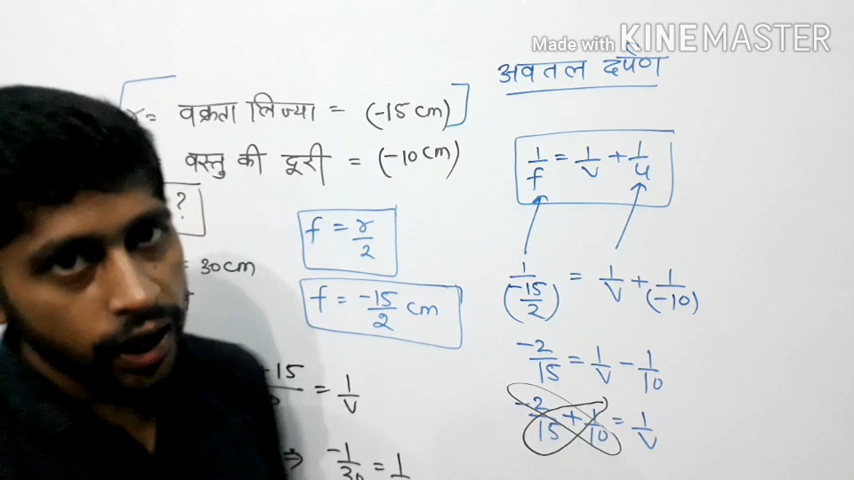 Made with KINEMASTER
अवतल दर्पण
r = वक्रता त्रिज्या = (-15 cm)
वस्तु की दूरी = (-10 cm)
?
= 30 cm
f = r/2
f = -15/2 cm
-15 = 1/v
⇒ -1/30 = 1
1/f = 1/v + 1/u
1/(-15/2) = 1/v + 1/(-10)
-2/15 = 1/v - 1/10
-2/15 + 1/10 = 1/v